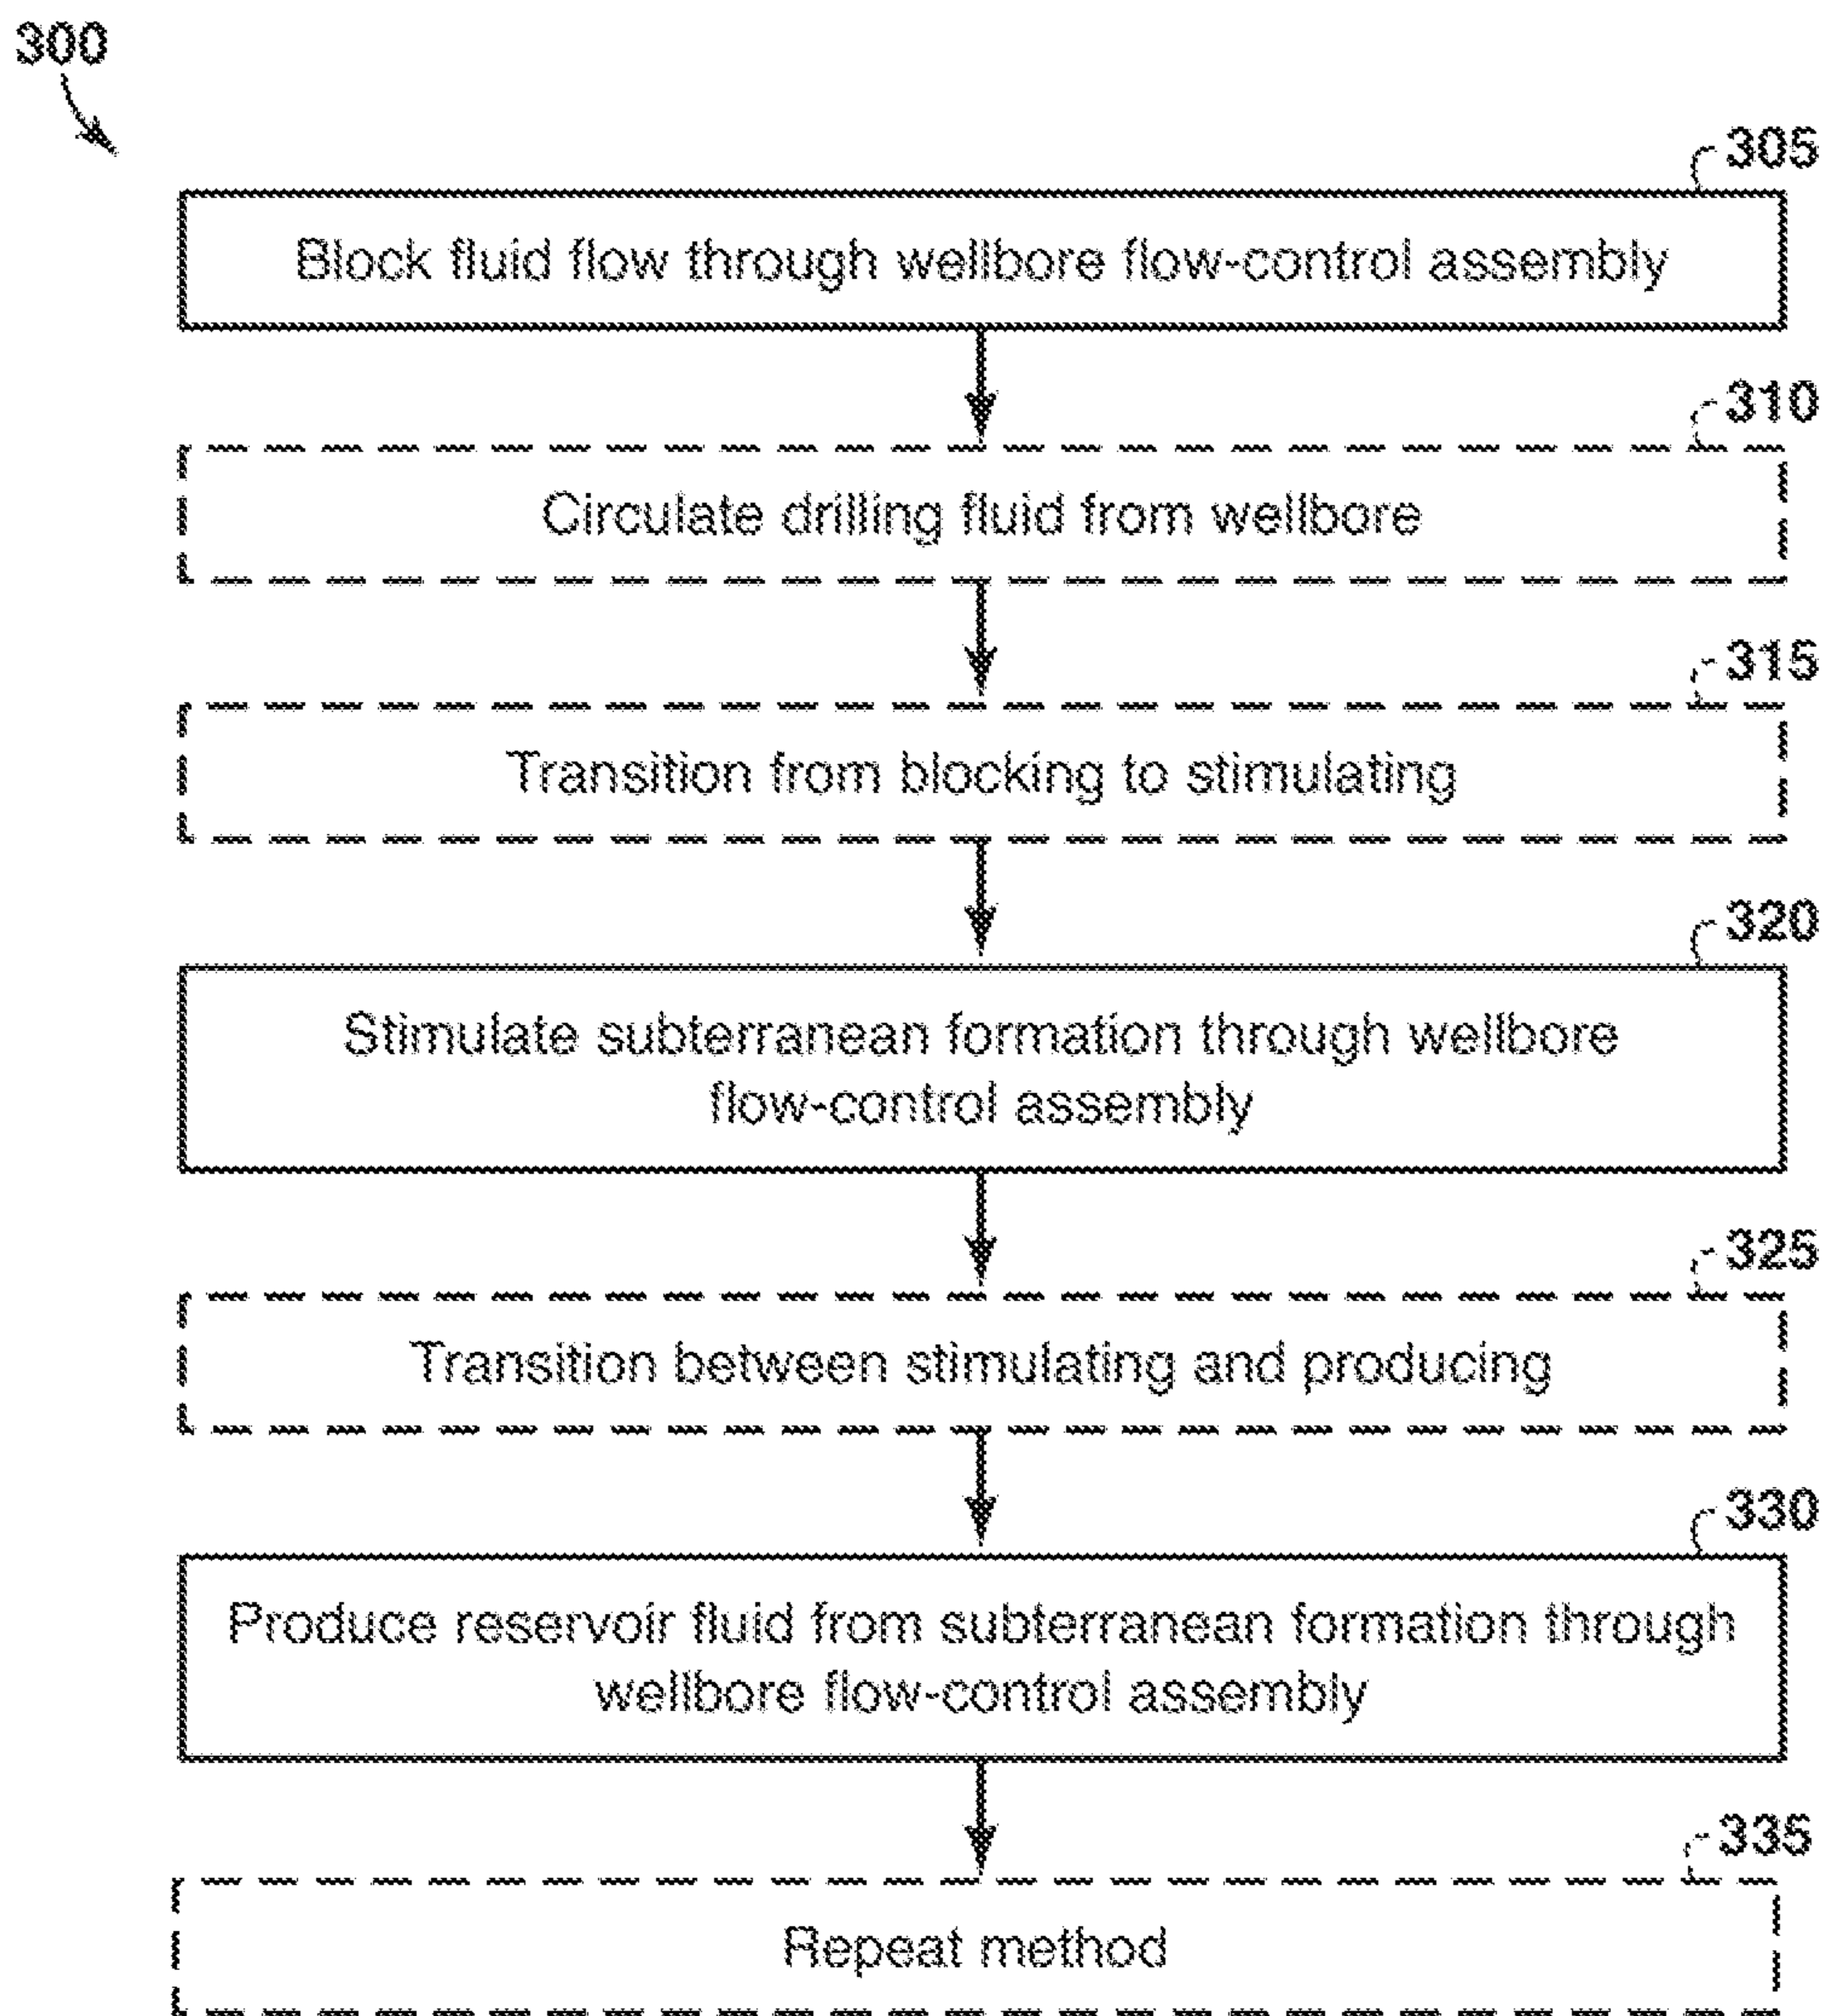 300
305
Block fluid flow through wellbore flow-control assembly
310
Circulate drilling fluid from wellbore
315
Transition from blocking to stimulating
320
Stimulate subterranean formation through wellbore
flow-control assembly
325
Transition between stimulating and producing
330
Produce reservoir fluid from subterranean formation through
wellbore flow-control assembly
335
Repeat method